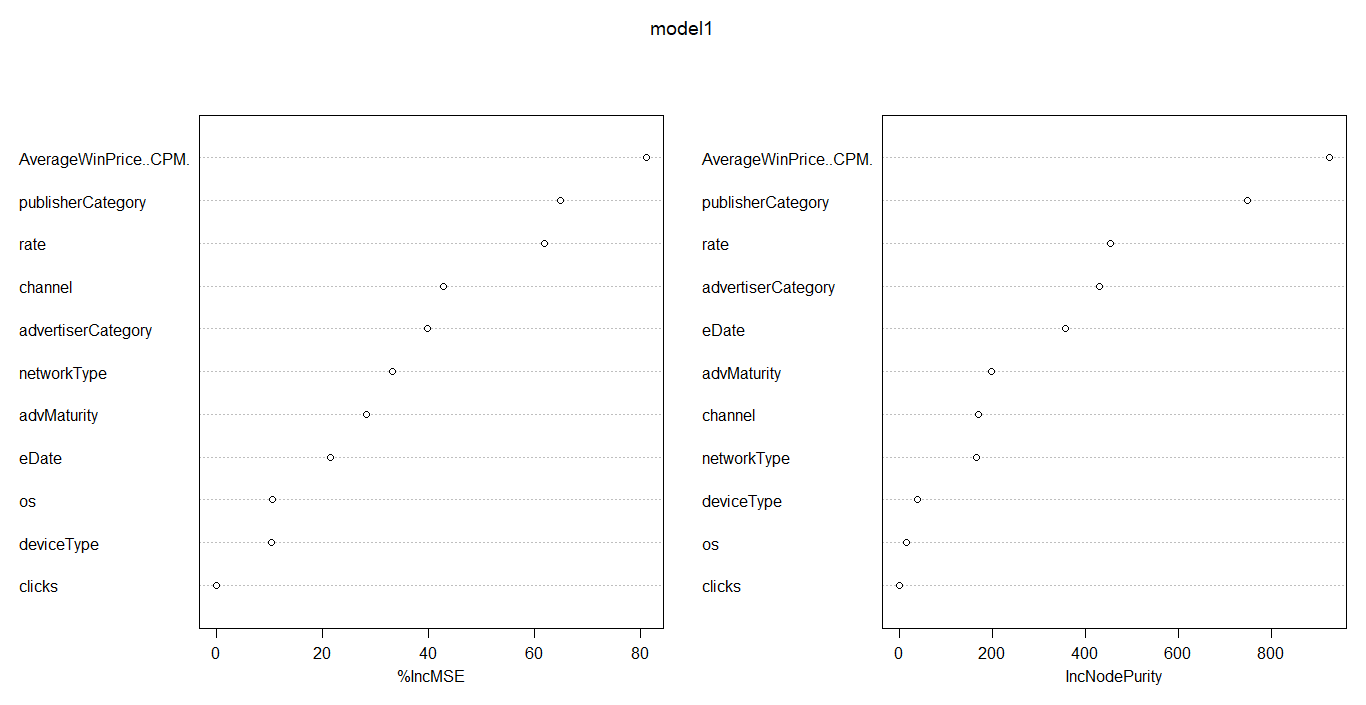 model1
AverageWinPrice..CPM.
publisherCategory
rate
channel
advertiserCategory
networkType
advMaturity
eDate
os
deviceType
clicks
0 20 40 60 80
%IncMSE
AverageWinPrice..CPM.
publisherCategory
rate
advertiserCategory
eDate
advMaturity
channel
networkType
deviceType
os
clicks
0 200 400 600 800
IncNodePurity